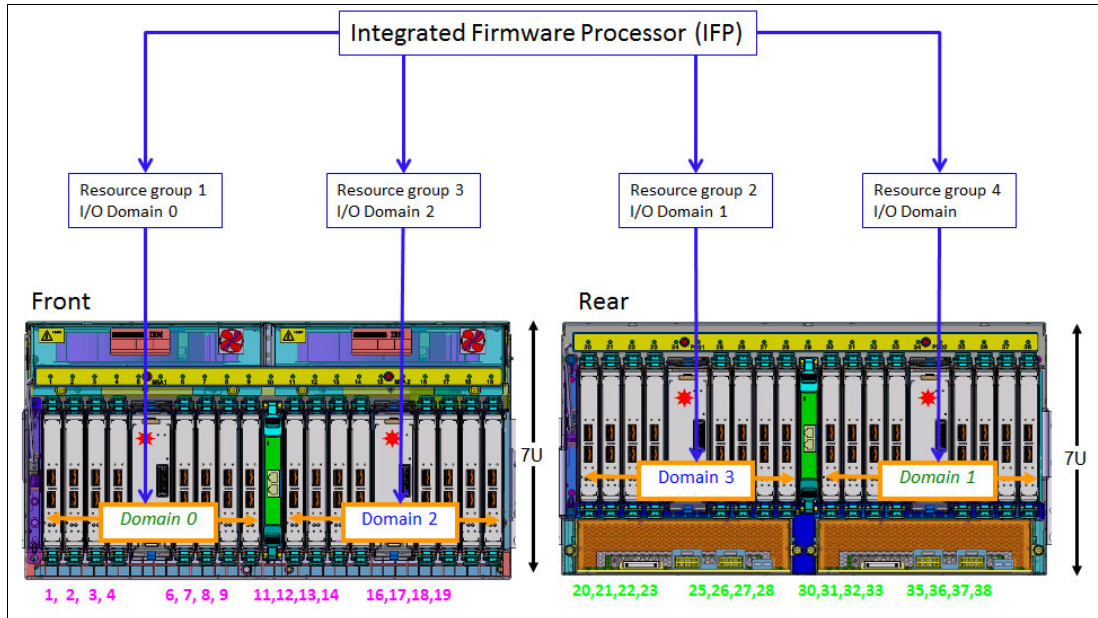 Integrated Firmware Processor (IFP)
Resource group 1
I/O Domain 0
Resource group 3
I/O Domain 2
Resource group 2
I/O Domain 1
Resource group 4
I/O Domain
Front
Rear
7U
7U
Domain 0
Domain 2
Domain 3
Domain 1
1, 2, 3, 4
6, 7, 8, 9
11,12,13,14
16,17,18,19
20,21,22,23
25,26,27,28
30,31,32,33
35,36,37,38